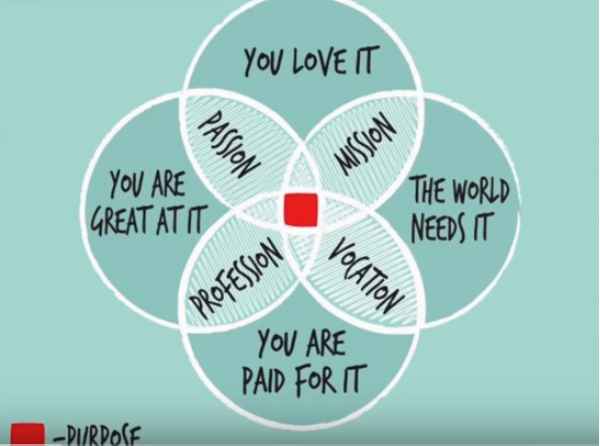 YOU LOVE IT
PASSION
MISSION
YOU ARE
GREAT AT IT
THE WORLD
NEEDS IT
PROFESSION
VOCATION
YOU ARE
PAID FOR IT
-PURPOSE